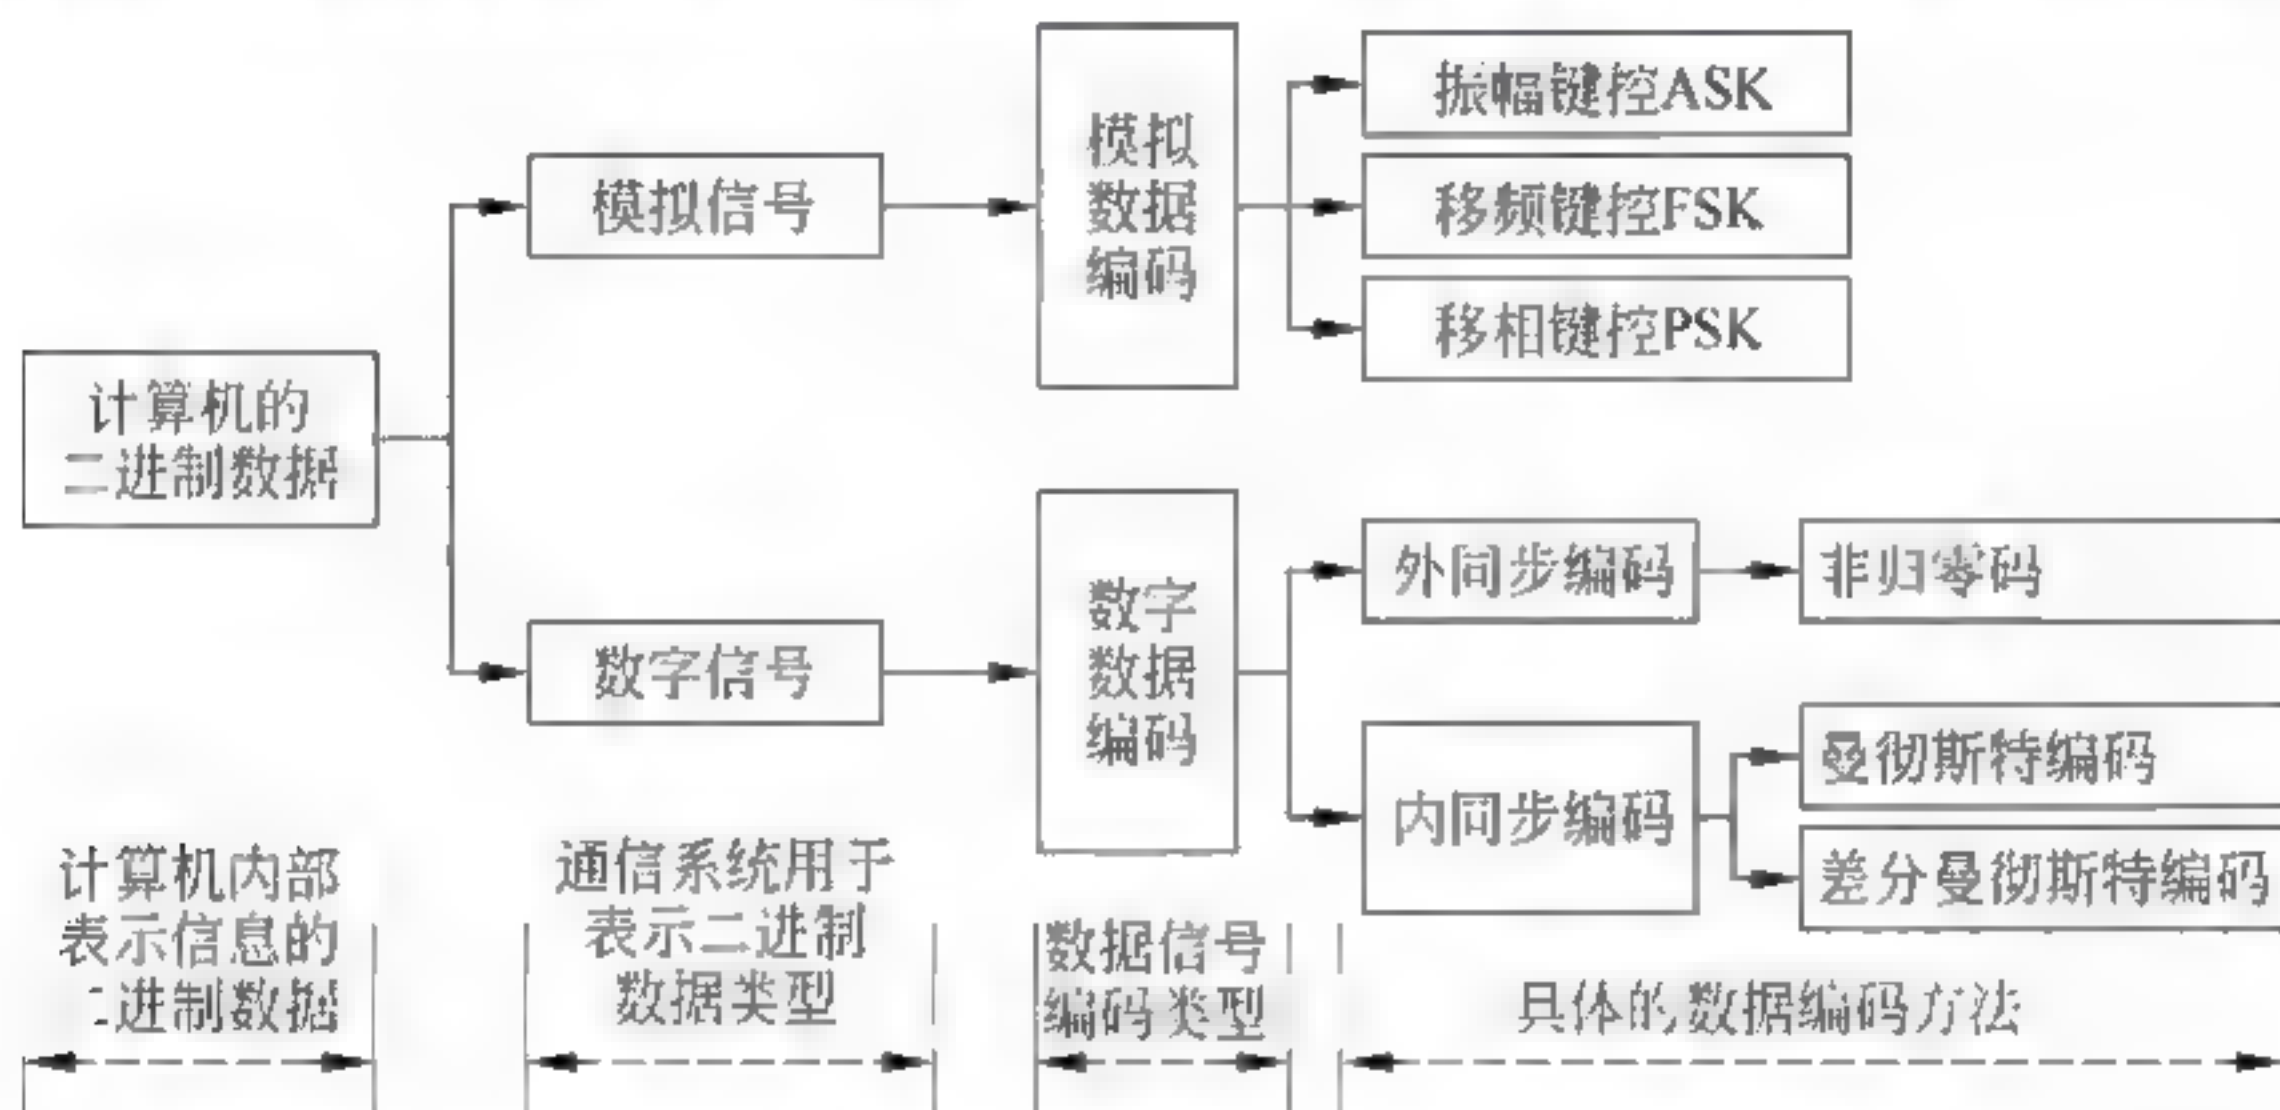 振幅键控ASK
模拟
数据
编码
模拟信号
移频键控FSK
移相键控PSK
计算机的
二进制数据
数字
数据
编码
外同步编码
非归零码
数字信号
内同步编码
曼彻斯特编码
差分曼彻斯特编码
计算机内部
表示信息的
二进制数据
通信系统用于
表示二进制
数据类型
数据信号
编码类型
具体的数据编码方法